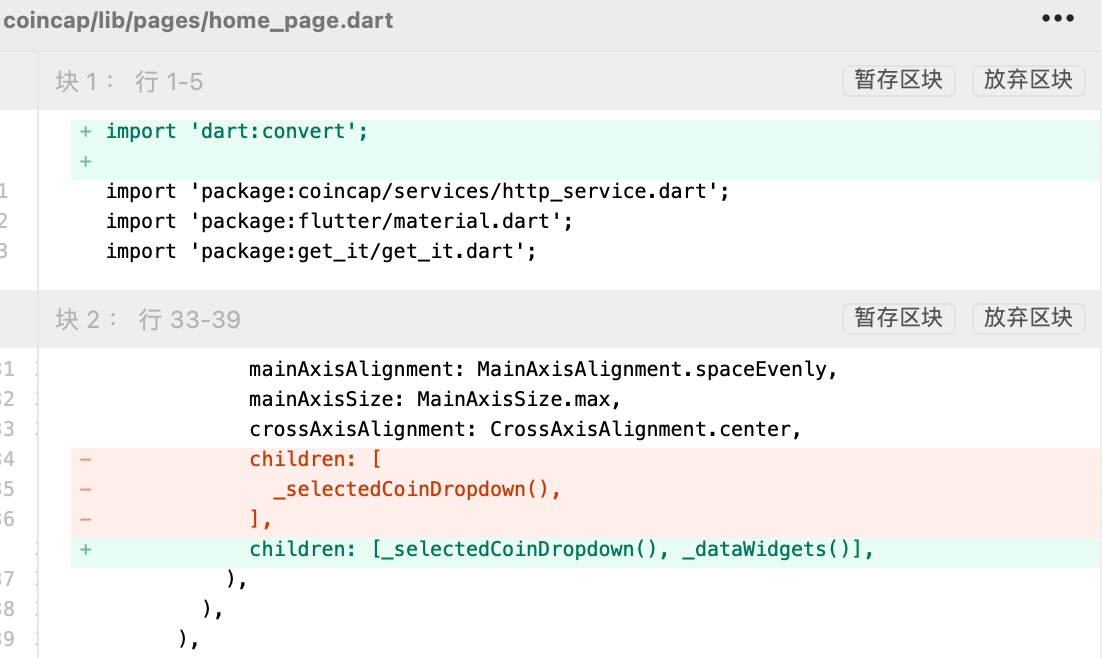 coincap/lib/pages/home_page.dart •••
块 1： 行 1-5 暂存区块 放弃区块
+ import 'dart:convert';
+
1 import 'package:coincap/services/http_service.dart';
2 import 'package:flutter/material.dart';
3 import 'package:get_it/get_it.dart';
块 2： 行 33-39 暂存区块 放弃区块
31 mainAxisAlignment: MainAxisAlignment.spaceEvenly,
32 mainAxisSize: MainAxisSize.max,
33 crossAxisAlignment: CrossAxisAlignment.center,
34 − children: [
35 − _selectedCoinDropdown(),
36 − ],
+ children: [_selectedCoinDropdown(), _dataWidgets()],
37 ),
38 ),
39 ),